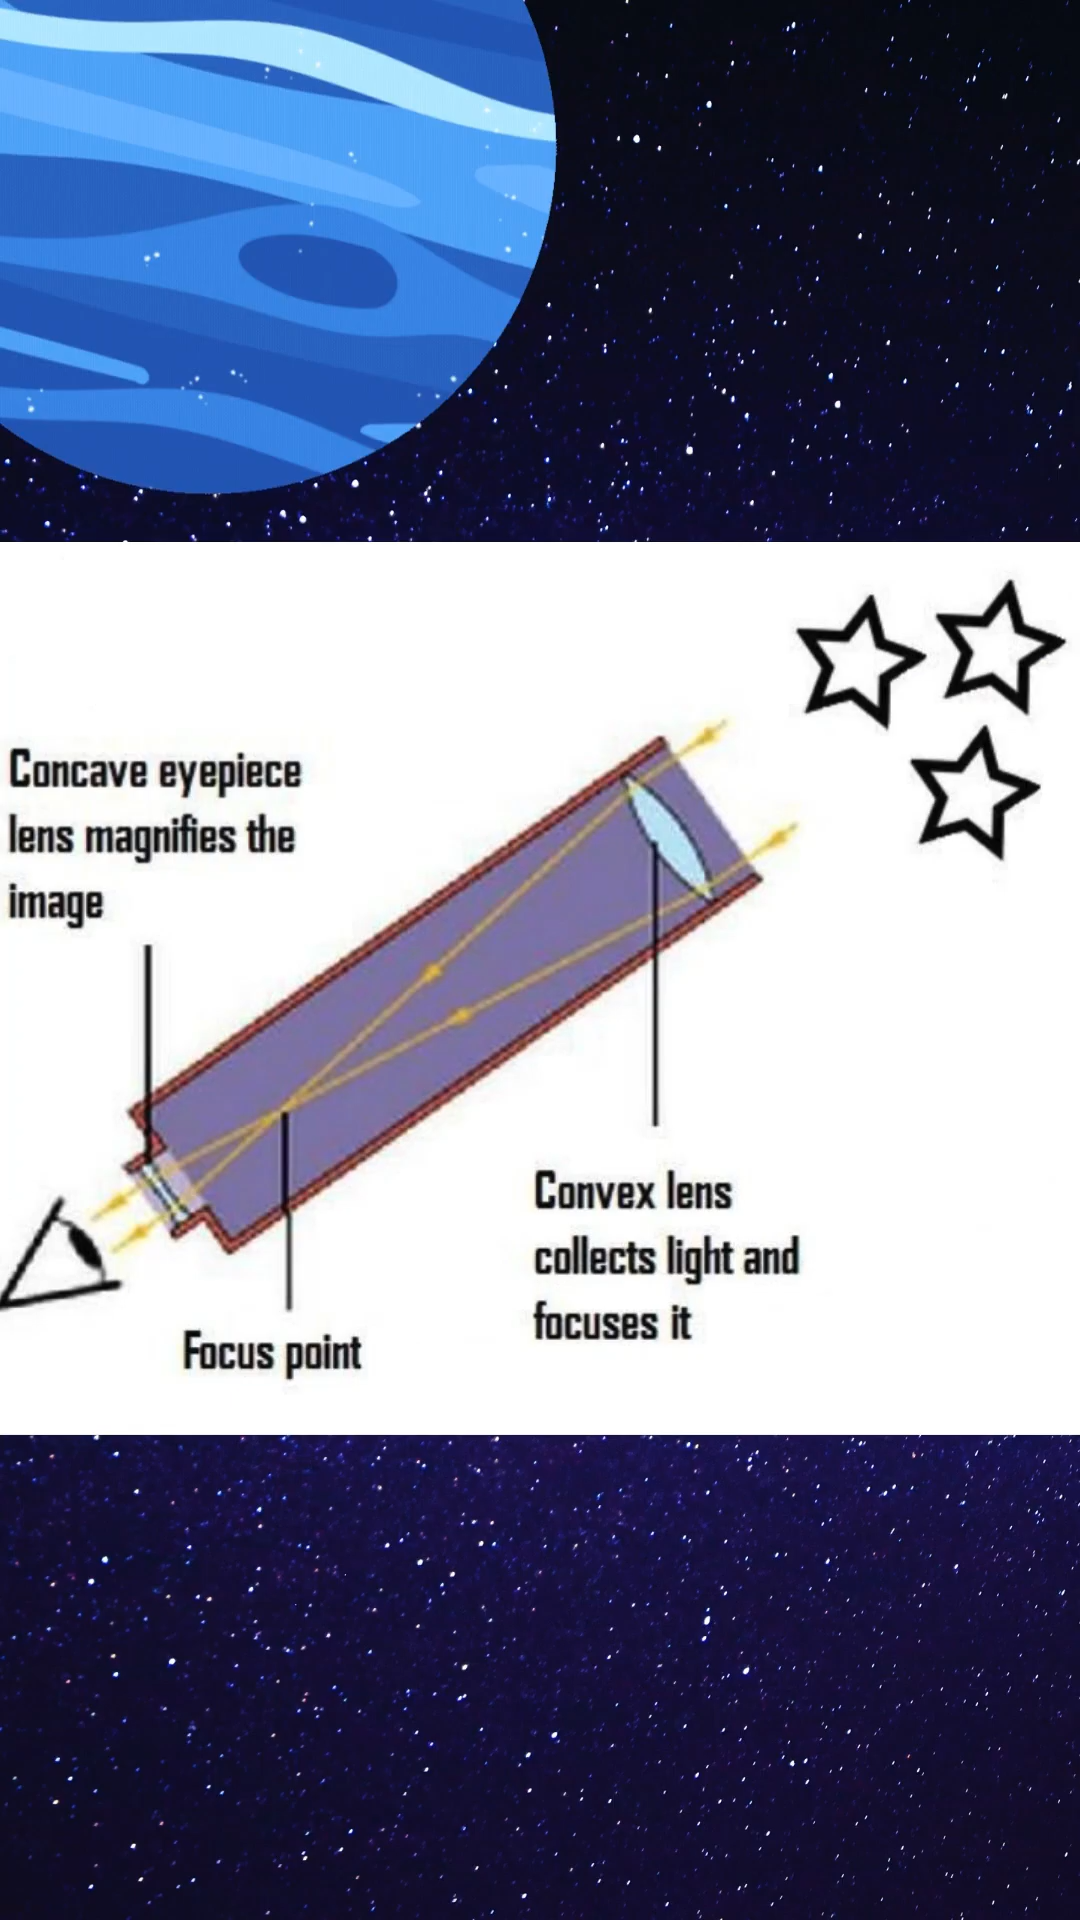 Concave eyepiece
lens magnifies the
image
Convex lens
collects light and
focuses it
Focus point